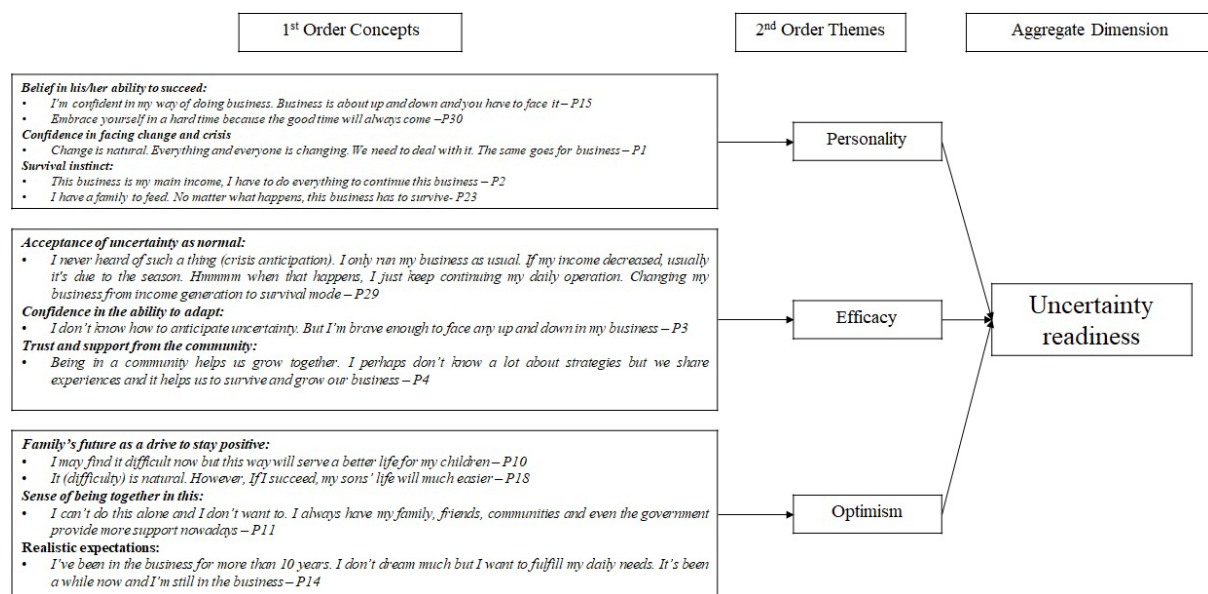 1st Order Concepts
2nd Order Themes
Aggregate Dimension
Belief in his/her ability to succeed:
• I'm confident in my way of doing business. Business is about up and down and you have to face it – P15
• Embrace yourself in a hard time because the good time will always come –P30
Confidence in facing change and crisis
• Change is natural. Everything and everyone is changing. We need to deal with it. The same goes for business – P1
Survival instinct:
• This business is my main income, I have to do everything to continue this business – P2
• I have a family to feed. No matter what happens, this business has to survive- P23
Personality
Acceptance of uncertainty as normal:
• I never heard of such a thing (crisis anticipation). I only run my business as usual. If my income decreased, usually
it's due to the season. Hmmmm when that happens, I just keep continuing my daily operation. Changing my
business from income generation to survival mode – P29
Confidence in the ability to adapt:
• I don't know how to anticipate uncertainty. But I'm brave enough to face any up and down in my business – P3
Trust and support from the community:
• Being in a community helps us grow together. I perhaps don't know a lot about strategies but we share
experiences and it helps us to survive and grow our business – P4
Efficacy
Uncertainty
readiness
Family's future as a drive to stay positive:
• I may find it difficult now but this way will serve a better life for my children – P10
• It (difficulty) is natural. However, If I succeed, my sons' life will much easier – P18
Sense of being together in this:
• I can't do this alone and I don't want to. I always have my family, friends, communities and even the government
provide more support nowadays – P11
Realistic expectations:
• I've been in the business for more than 10 years. I don't dream much but I want to fulfill my daily needs. It's been
a while now and I'm still in the business – P14
Optimism